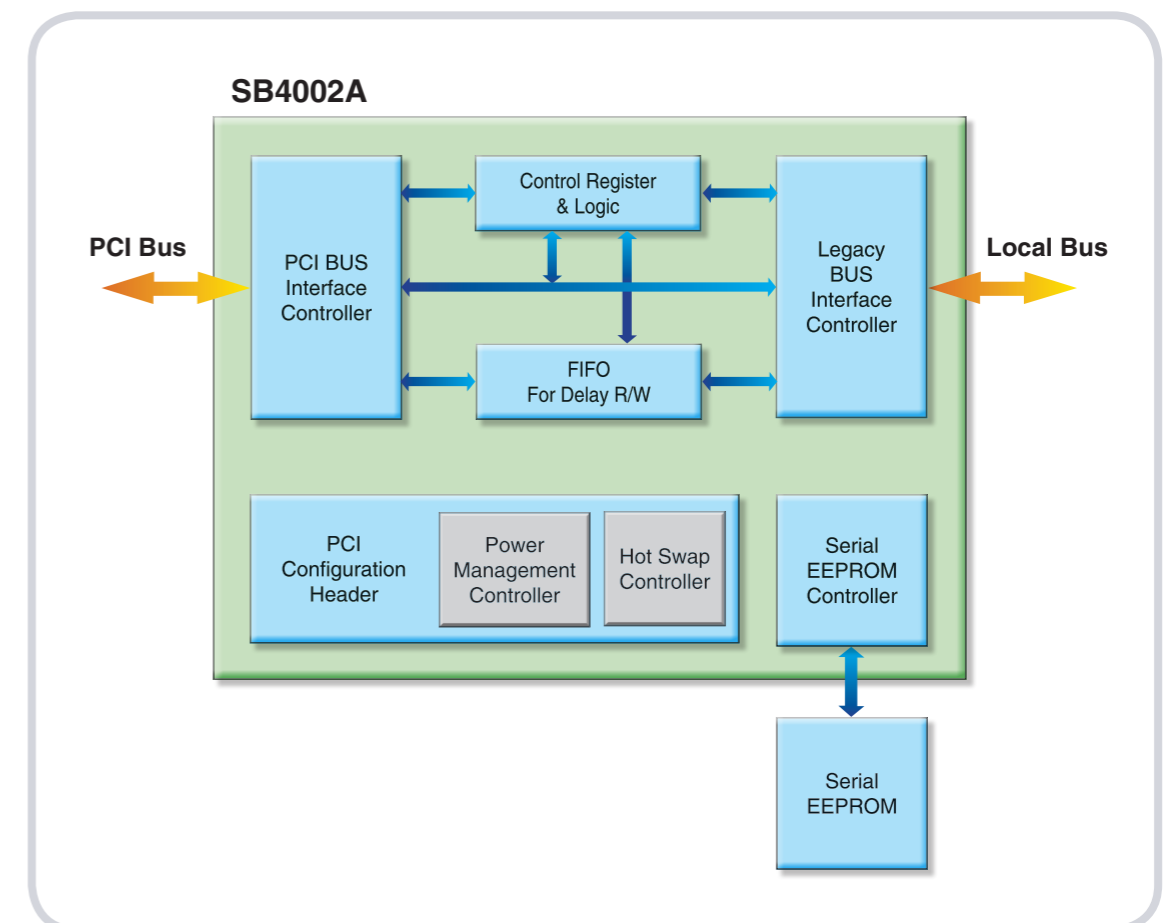 SB4002A
PCI Bus
PCI BUS
Interface
Controller
Control Register
& Logic
FIFO
For Delay R/W
Legacy
BUS
Interface
Controller
Local Bus
PCI
Configuration
Header
Power
Management
Controller
Hot Swap
Controller
Serial
EEPROM
Controller
Serial
EEPROM